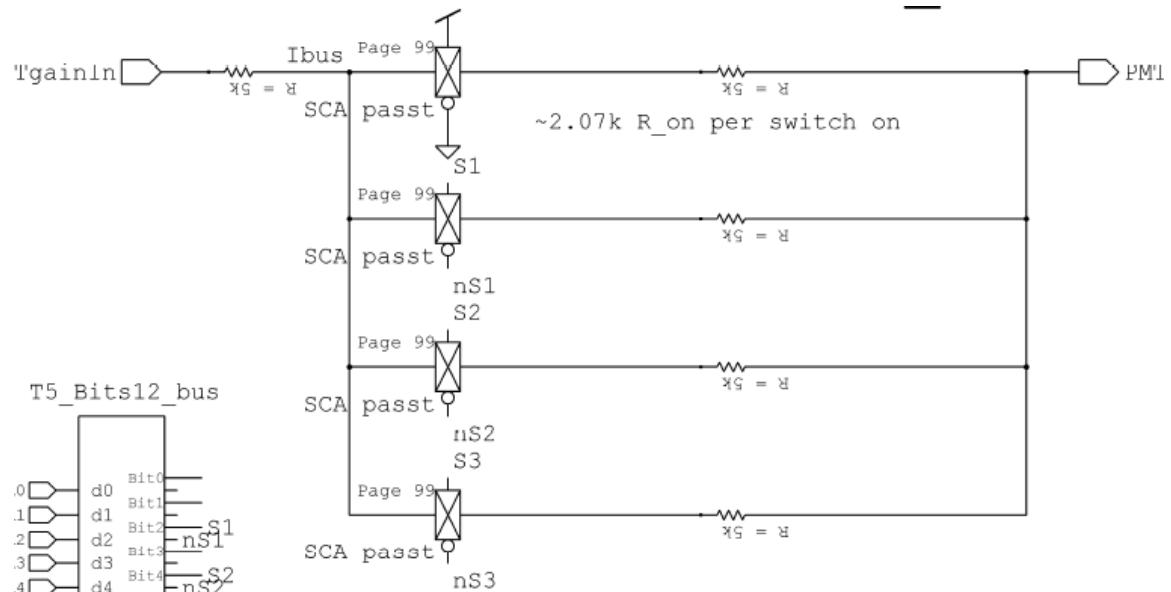 TgainIn
R = 5k
Ibus
Page 99
SCA passt
R = 5k
~2.07k R_on per switch on
S1
Page 99
SCA passt
R = 5k
nS1
S2
Page 99
SCA passt
R = 5k
nS2
S3
Page 99
SCA passt
R = 5k
nS3
T5_Bits12_bus
d0
Bit0
d1
Bit1
d2
Bit2
S1
nS1
d3
Bit3
d4
Bit4
S2
nS2